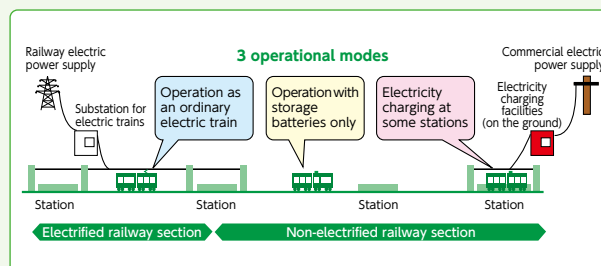 3 operational modes
Railway electric
power supply
Substation for
electric trains
Operation as
an ordinary
electric train
Operation with
storage
batteries only
Electricity
charging at
some stations
Commercial electric
power supply
Electricity
charging
facilities
(on the ground)
Station
Station
Station
Station
Electrified railway section
Non-electrified railway section